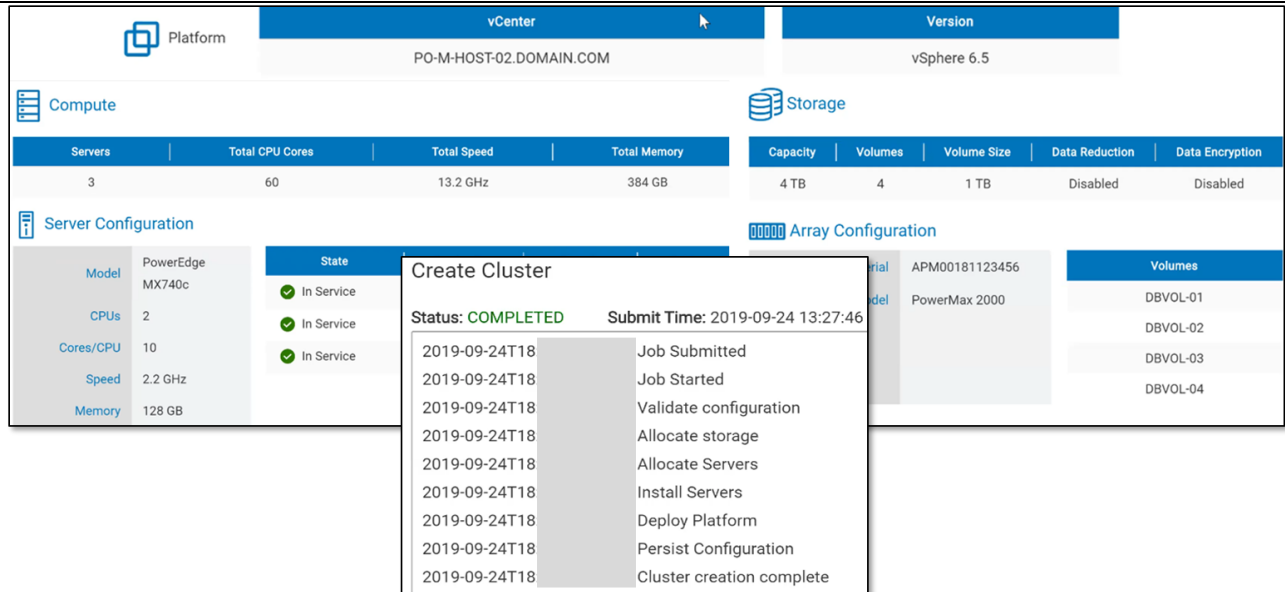 Platform
vCenter
Version
PO-M-HOST-02.DOMAIN.COM
vSphere 6.5
Compute
Storage
Servers Total CPU Cores Total Speed Total Memory
3 60 13.2 GHz 384 GB
Capacity Volumes Volume Size Data Reduction Data Encryption
4 TB 4 1 TB Disabled Disabled
Server Configuration
Array Configuration
Model PowerEdge
MX740c
CPUs 2
Cores/CPU 10
Speed 2.2 GHz
Memory 128 GB
State
In Service
In Service
In Service
erial APM00181123456
odel PowerMax 2000
Volumes
DBVOL-01
DBVOL-02
DBVOL-03
DBVOL-04
Create Cluster
Status: COMPLETED Submit Time: 2019-09-24 13:27:46
2019-09-24T18 Job Submitted
2019-09-24T18 Job Started
2019-09-24T18 Validate configuration
2019-09-24T18 Allocate storage
2019-09-24T18 Allocate Servers
2019-09-24T18 Install Servers
2019-09-24T18 Deploy Platform
2019-09-24T18 Persist Configuration
2019-09-24T18 Cluster creation complete